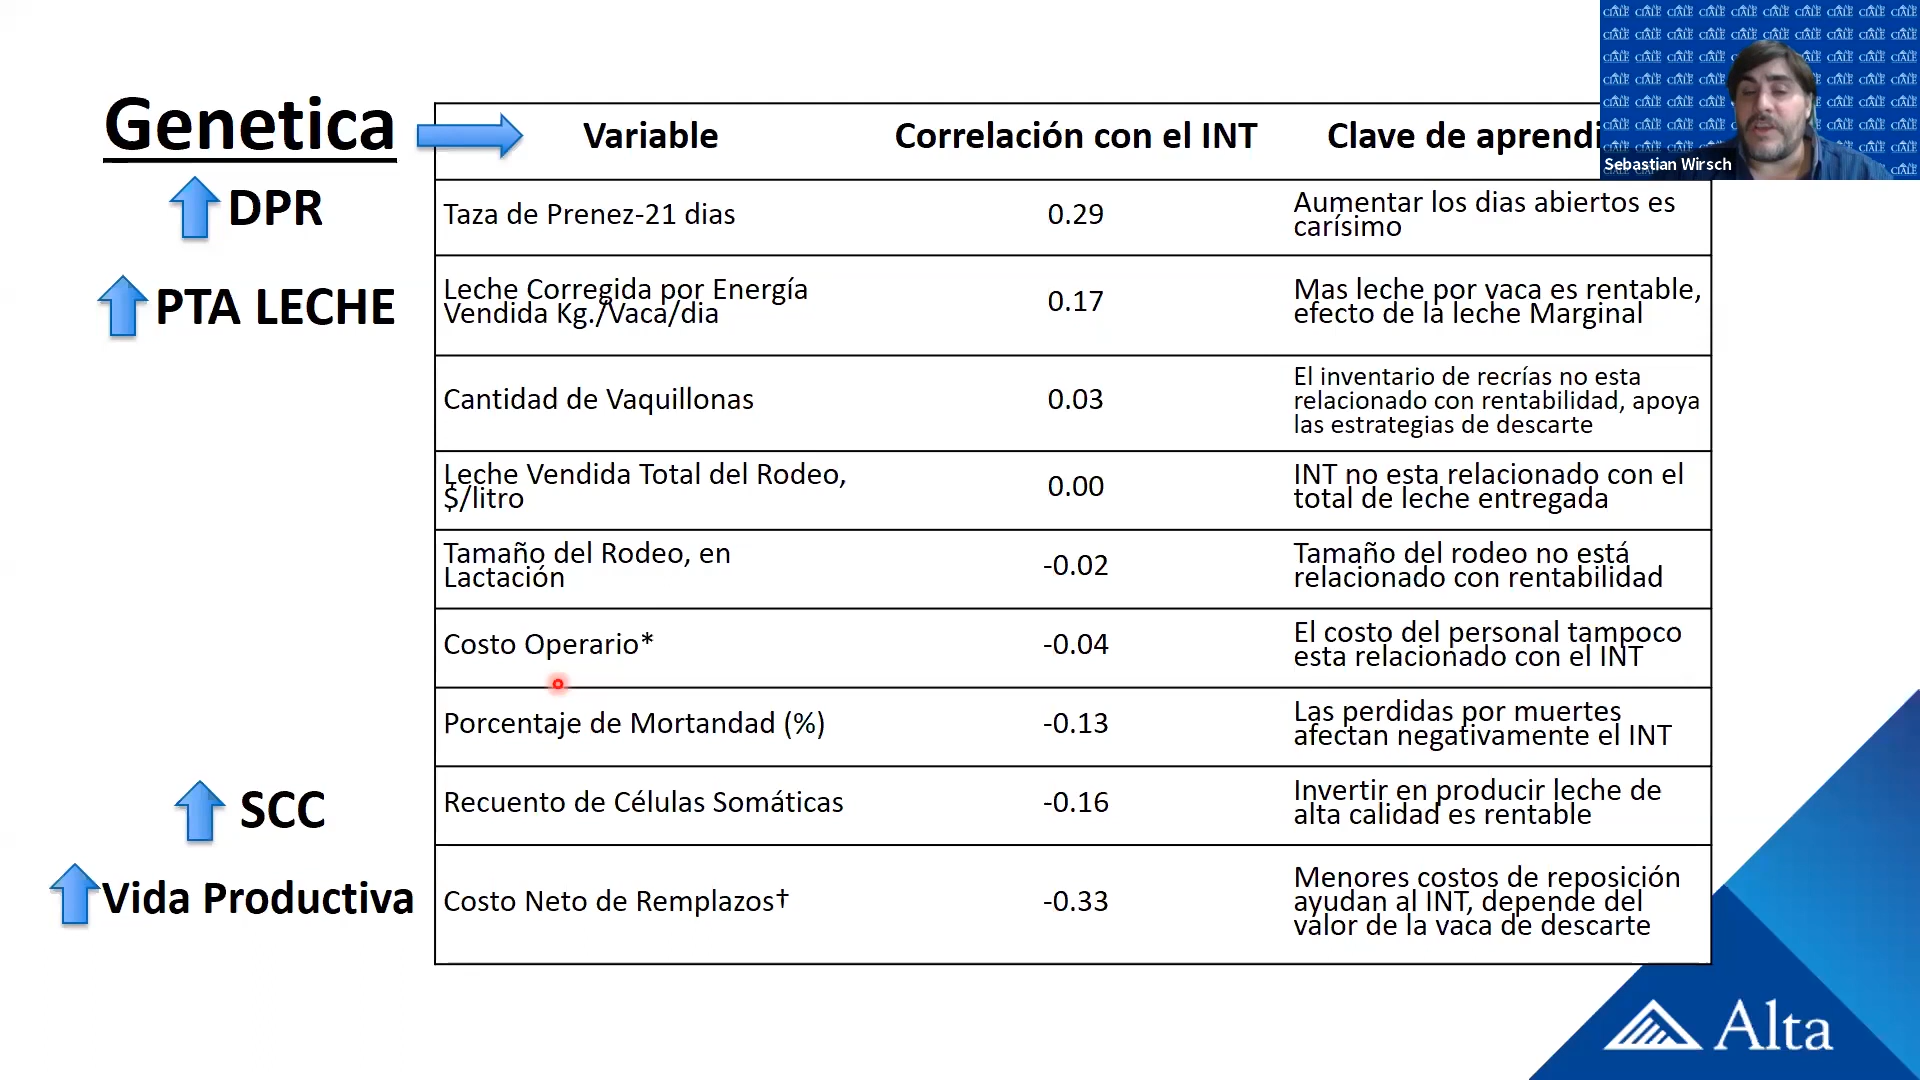 Genetica
Variable
Correlación con el INT
Clave de aprendi
Sebastian Wirsch
DPR
Taza de Prenez-21 dias
0.29
Aumentar los dias abiertos es
carísimo
PTA LECHE
Leche Corregida por Energía
Vendida Kg./Vaca/dia
0.17
Mas leche por vaca es rentable,
efecto de la leche Marginal
Cantidad de Vaquillonas
0.03
El inventario de recrías no esta
relacionado con rentabilidad, apoya
las estrategias de descarte
Leche Vendida Total del Rodeo,
$/litro
0.00
INT no esta relacionado con el
total de leche entregada
Tamaño del Rodeo, en
Lactación
-0.02
Tamaño del rodeo no está
relacionado con rentabilidad
Costo Operario*
-0.04
El costo del personal tampoco
esta relacionado con el INT
Porcentaje de Mortandad (%)
-0.13
Las perdidas por muertes
afectan negativamente el INT
SCC
Recuento de Células Somáticas
-0.16
Invertir en producir leche de
alta calidad es rentable
Vida Productiva
Costo Neto de Remplazos†
-0.33
Menores costos de reposición
ayudan al INT, depende del
valor de la vaca de descarte
Alta